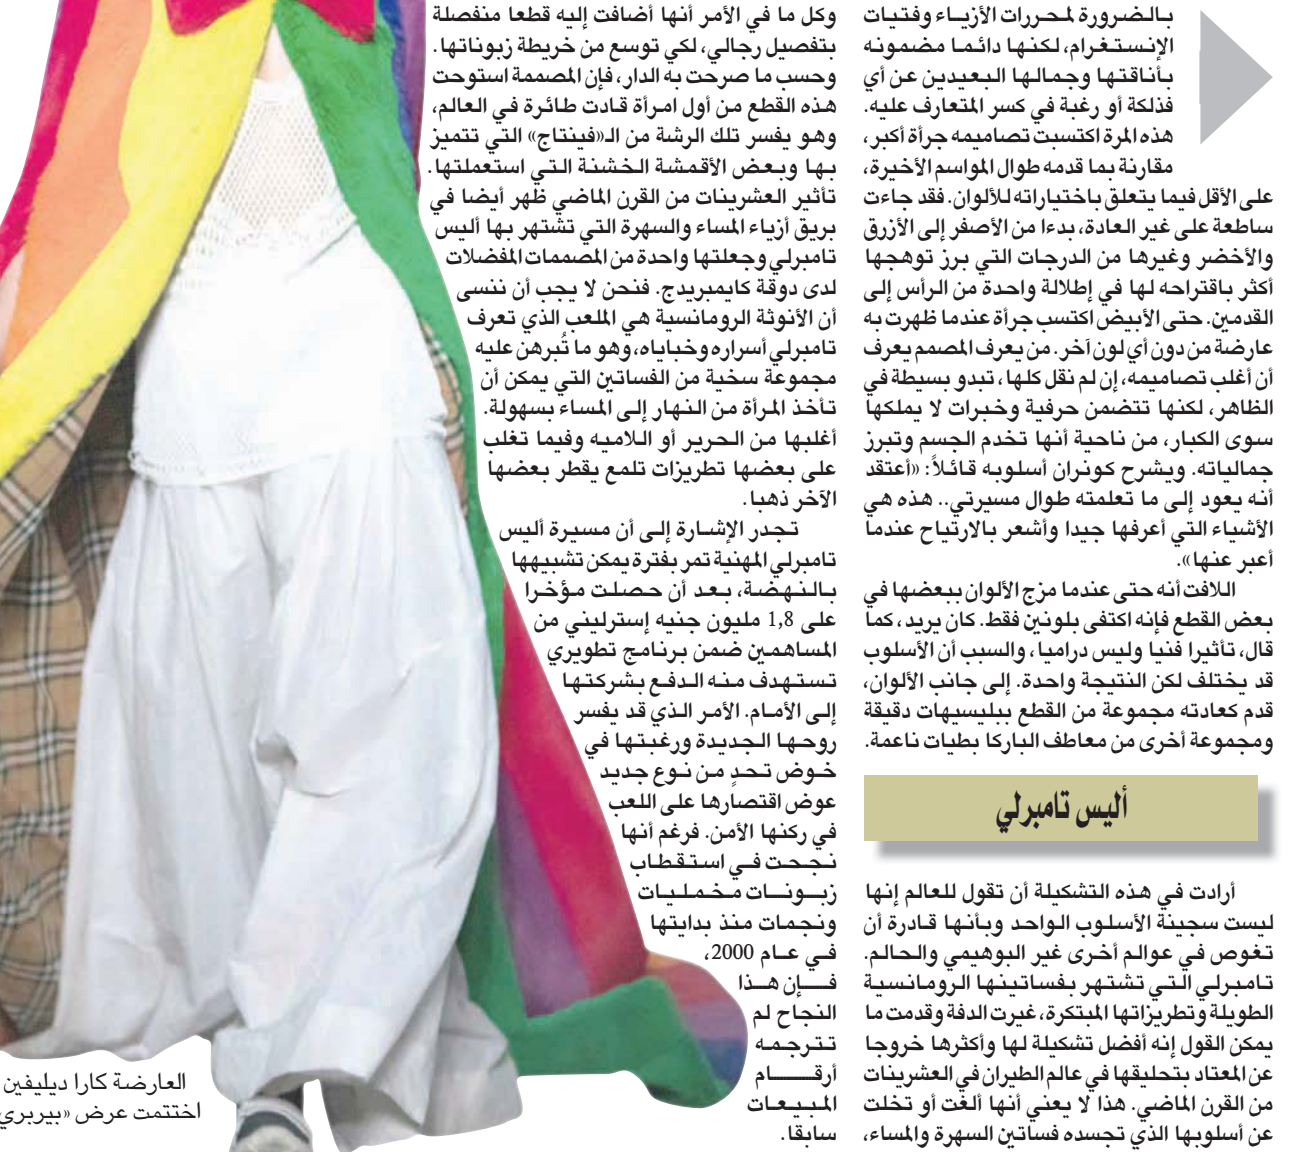 بالضرورة لمحررات الأزياء وفتيات
الإنستغرام، لكنها دائما مضمونه
بأناقتها وجمالها البعيدين عن أي
فذلكة أو رغبة في كسر المتعارف عليه.
هذه المرة اكتسبت تصاميمه جرأة أكبر،
مقارنة بما قدمه طوال المواسم الأخيرة،
على الأقل فيما يتعلق باختياراته للألوان. فقد جاءت
ساطعة على غير العادة، بدءا من الأصفر إلى الأزرق
والأخضر وغيرها من الدرجات التي برز توهجها
أكثر باقتراحه لها في إطلالة واحدة من الرأس إلى
القدمين. حتى الأبيض اكتسب جرأة عندما ظهرت به
عارضة من دون أي لون آخر. من يعرف المصمم يعرف
أن أغلب تصاميمه، إن لم نقل كلها، تبدو بسيطة في
الظاهر، لكنها تتضمن حرفية وخبرات لا يملكها
سوى الكبار، من ناحية أنها تخدم الجسم وتبرز
جمالياته. ويشرح كونران أسلوبه قائلاً: «أعتقد
أنه يعود إلى ما تعلمته طوال مسيرتي.. هذه هي
الأشياء التي أعرفها جيدا وأشعر بالارتياح عندما
أعبر عنها».
اللافت أنه حتى عندما مزج الألوان ببعضها في
بعض القطع فإنه اكتفى بلونين فقط. كان يريد، كما
قال، تأثيرا فنيا وليس دراميا، والسبب أن الأسلوب
قد يختلف لكن النتيجة واحدة. إلى جانب الألوان،
قدم كعادته مجموعة من القطع ببليسيهات دقيقة
ومجموعة أخرى من معاطف الباركا بطيات ناعمة.
أليس تامبرلي
أرادت في هذه التشكيلة أن تقول للعالم إنها
ليست سجينة الأسلوب الواحد وبأنها قادرة أن
تغوص في عوالم أخرى غير البوهيمي والحالم.
تامبرلي التي تشتهر بفساتينها الرومانسية
الطويلة وتطريزاتها المبتكرة، غيرت الدفة وقدمت ما
يمكن القول إنه أفضل تشكيلة لها وأكثرها خروجا
عن المعتاد بتحليقها في عالم الطيران في العشرينات
من القرن الماضي. هذا لا يعني أنها ألغت أو تخلت
عن أسلوبها الذي تجسده فساتين السهرة والمساء،
وكل ما في الأمر أنها أضافت إليه قطعا منفصلة
بتفصيل رجالي، لكي توسع من خريطة زبوناتها.
وحسب ما صرحت به الدار، فإن المصممة استوحت
هذه القطع من أول امرأة قادت طائرة في العالم،
وهو يفسر تلك الرشة من الـ«فينتاج» التي تتميز
بها وبعض الأقمشة الخشنة التي استعملتها.
تأثير العشرينات من القرن الماضي ظهر أيضا في
بريق أزياء المساء والسهرة التي تشتهر بها أليس
تامبرلي وجعلتها واحدة من المصممات المفضلات
لدى دوقة كايمبريدج. فنحن لا يجب أن ننسى
أن الأنوثة الرومانسية هي الملعب الذي تعرف
تامبرلي أسراره وخباياه، وهو ما تُبرهن عليه
مجموعة سخية من الفساتين التي يمكن أن
تأخذ المرأة من النهار إلى المساء بسهولة.
أغلبها من الحرير أو اللاميه وفيما تغلب
على بعضها تطريزات تلمع يقطر بعضها
الآخر ذهبا.
تجدر الإشارة إلى أن مسيرة أليس
تامبرلي المهنية تمر بفترة يمكن تشبيهها
بالنهضة، بعد أن حصلت مؤخرا
على 1,8 مليون جنيه إسترليني من
المساهمين ضمن برنامج تطويري
تستهدف منه الدفع بشركتها
إلى الأمام. الأمر الذي قد يفسر
روحها الجديدة ورغبتها في
خوض تحدٍ من نوع جديد
عوض اقتصارها على اللعب
في ركنها الأمن. فرغم أنها
نجحت في استقطاب
زبونات مخمليات
ونجمات منذ بدايتها
في عام 2000،
فإن هذا
النجاح لم
تترجمه
أرقام
المبيعات
سابقا.
العارضة كارا ديليفين
اختتمت عرض «بيربري